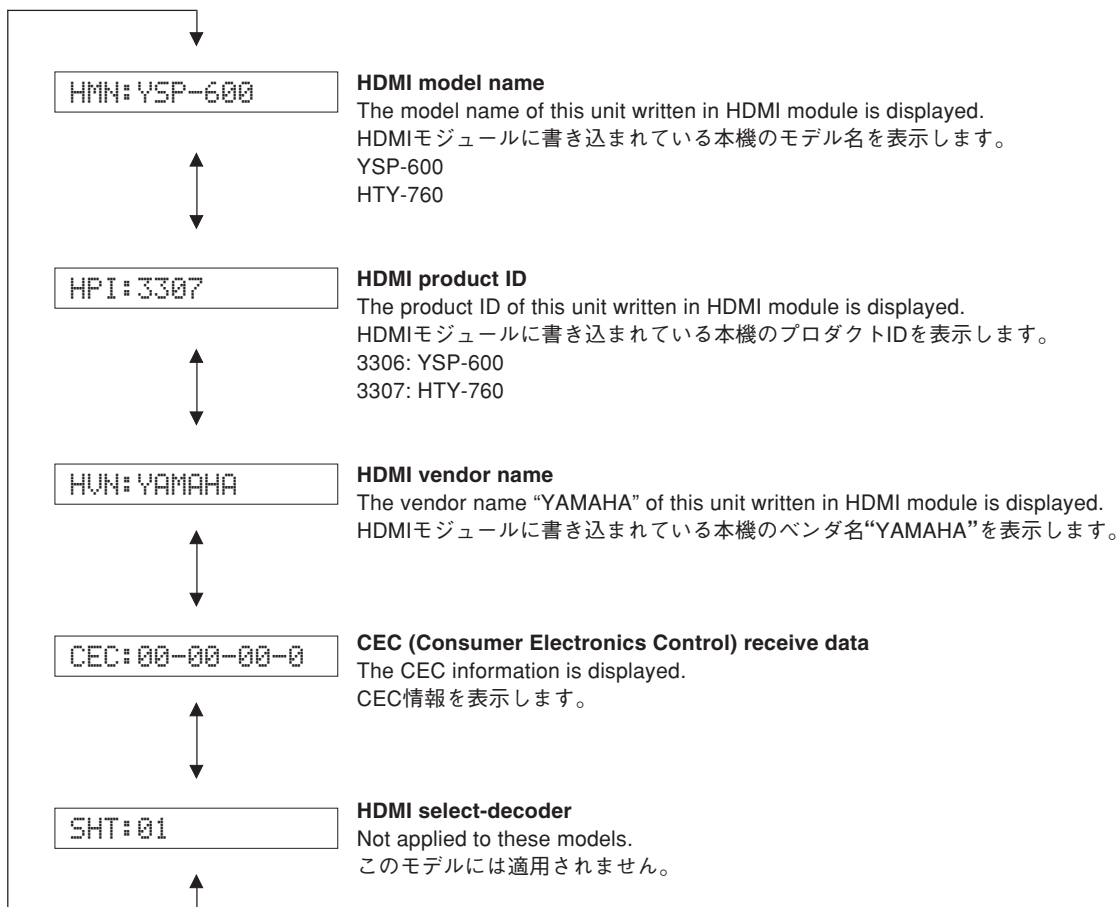 HMN:YSP-600
HDMI model name
The model name of this unit written in HDMI module is displayed.
HDMIモジュールに書き込まれている本機のモデル名を表示します。
YSP-600
HTY-760
HPI:3307
HDMI product ID
The product ID of this unit written in HDMI module is displayed.
HDMIモジュールに書き込まれている本機のプロダクトIDを表示します。
3306: YSP-600
3307: HTY-760
HVN:YAMAHA
HDMI vendor name
The vendor name “YAMAHA” of this unit written in HDMI module is displayed.
HDMIモジュールに書き込まれている本機のベンダ名“YAMAHA”を表示します。
CEC:00-00-00-0
CEC (Consumer Electronics Control) receive data
The CEC information is displayed.
CEC情報を表示します。
SHT:01
HDMI select-decoder
Not applied to these models.
このモデルには適用されません。